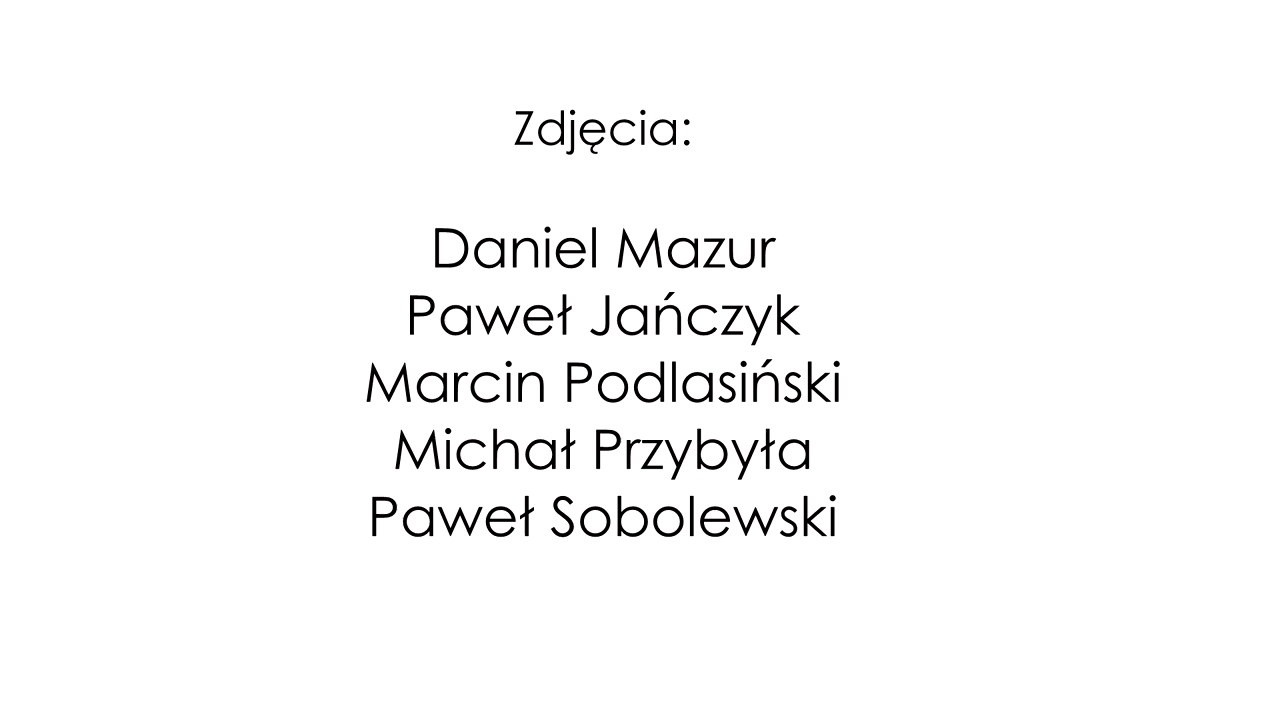 Zdjęcia:
Daniel Mazur
Paweł Jańczyk
Marcin Podlasiński
Michał Przybyła
Paweł Sobolewski